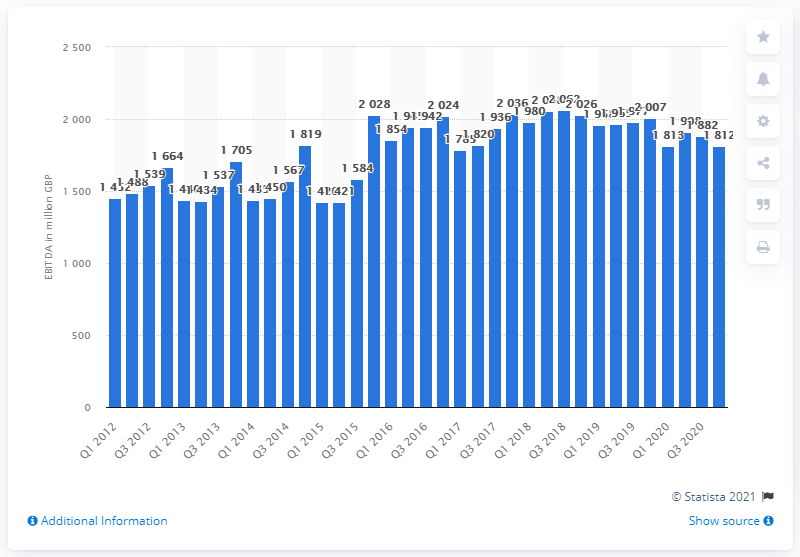 2 500
2 000
1 500
1 000
500
0
EBITDA in million GBP
1 452
1 488
1 539
1 664
1 434
1 537
1 705
1 450
1 567
1 819
1 421
1 584
2 028
1 854
1 942
2 024
1 785
1 820
1 936
2 036
1 980
2 062
2 026
2 007
1 813
1 908
1 882
1 812
Q1 2012
Q3 2012
Q1 2013
Q3 2013
Q1 2014
Q3 2014
Q1 2015
Q3 2015
Q1 2016
Q3 2016
Q1 2017
Q3 2017
Q1 2018
Q3 2018
Q1 2019
Q3 2019
Q1 2020
Q3 2020
© Statista 2021
Additional Information
Show source